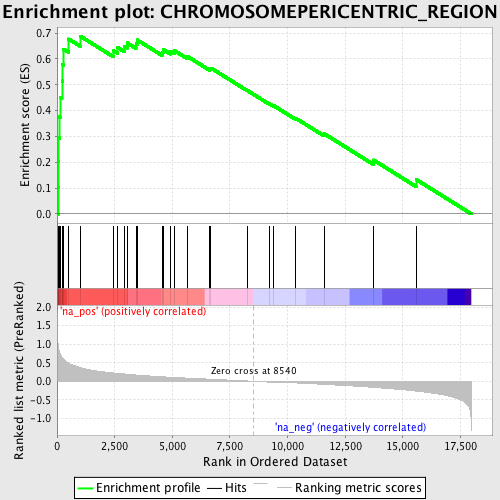 Enrichment plot: CHROMOSOMEPERICENTRIC_REGION
Enrichment score (ES)
0.7
0.6
0.5
0.4
0.3
0.2
0.1
0.0
'na_pos' (positively correlated)
Ranked list metric (PreRanked)
2.0
1.5
1.0
0.5
0.0
-0.5
-1.0
Zero cross at 8540
'na_neg' (negatively correlated)
0 2,500 5,000 7,500 10,000 12,500 15,000 17,500
Rank in Ordered Dataset
Enrichment profile Hits Ranking metric scores